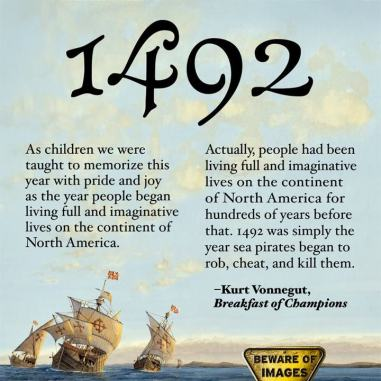 1492
As children we were
taught to memorize this
year with pride and joy
as the year people began
living full and imaginative
lives on the continent of
North America.
Actually, people had been
living full and imaginative
lives on the continent
of North America for
hundreds of years before
that. 1492 was simply the
year sea pirates began to
rob, cheat, and kill them.
–Kurt Vonnegut,
Breakfast of Champions
BEWARE OF
IMAGES